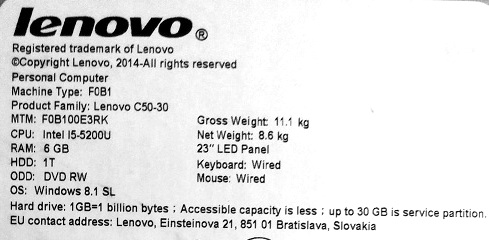 lenovo®
Registered trademark of Lenovo
©Copyright Lenovo, 2014-All rights reserved
Personal Computer
Machine Type: F0B1
Product Family: Lenovo C50-30
MTM: F0B100E3RK Gross Weight: 11.1 kg
CPU: Intel I5-5200U Net Weight: 8.6 kg
RAM: 6 GB 23" LED Panel
HDD: 1T Keyboard: Wired
ODD: DVD RW Mouse: Wired
OS: Windows 8.1 SL
Hard drive: 1GB=1 billion bytes ; Accessible capacity is less ; up to 30 GB is service partition.
EU contact address: Lenovo, Einsteinova 21, 851 01 Bratislava, Slovakia